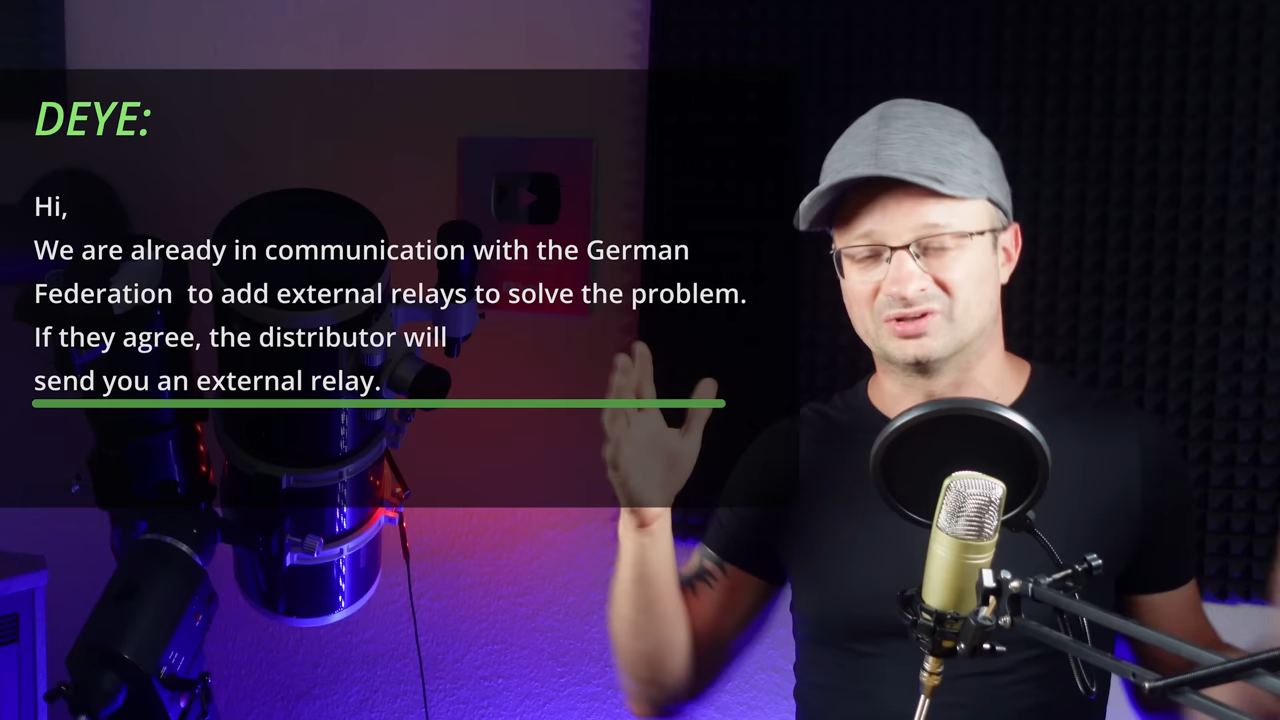 DEYE:
Hi,
We are already in communication with the German
Federation to add external relays to solve the problem.
If they agree, the distributor will
send you an external relay.